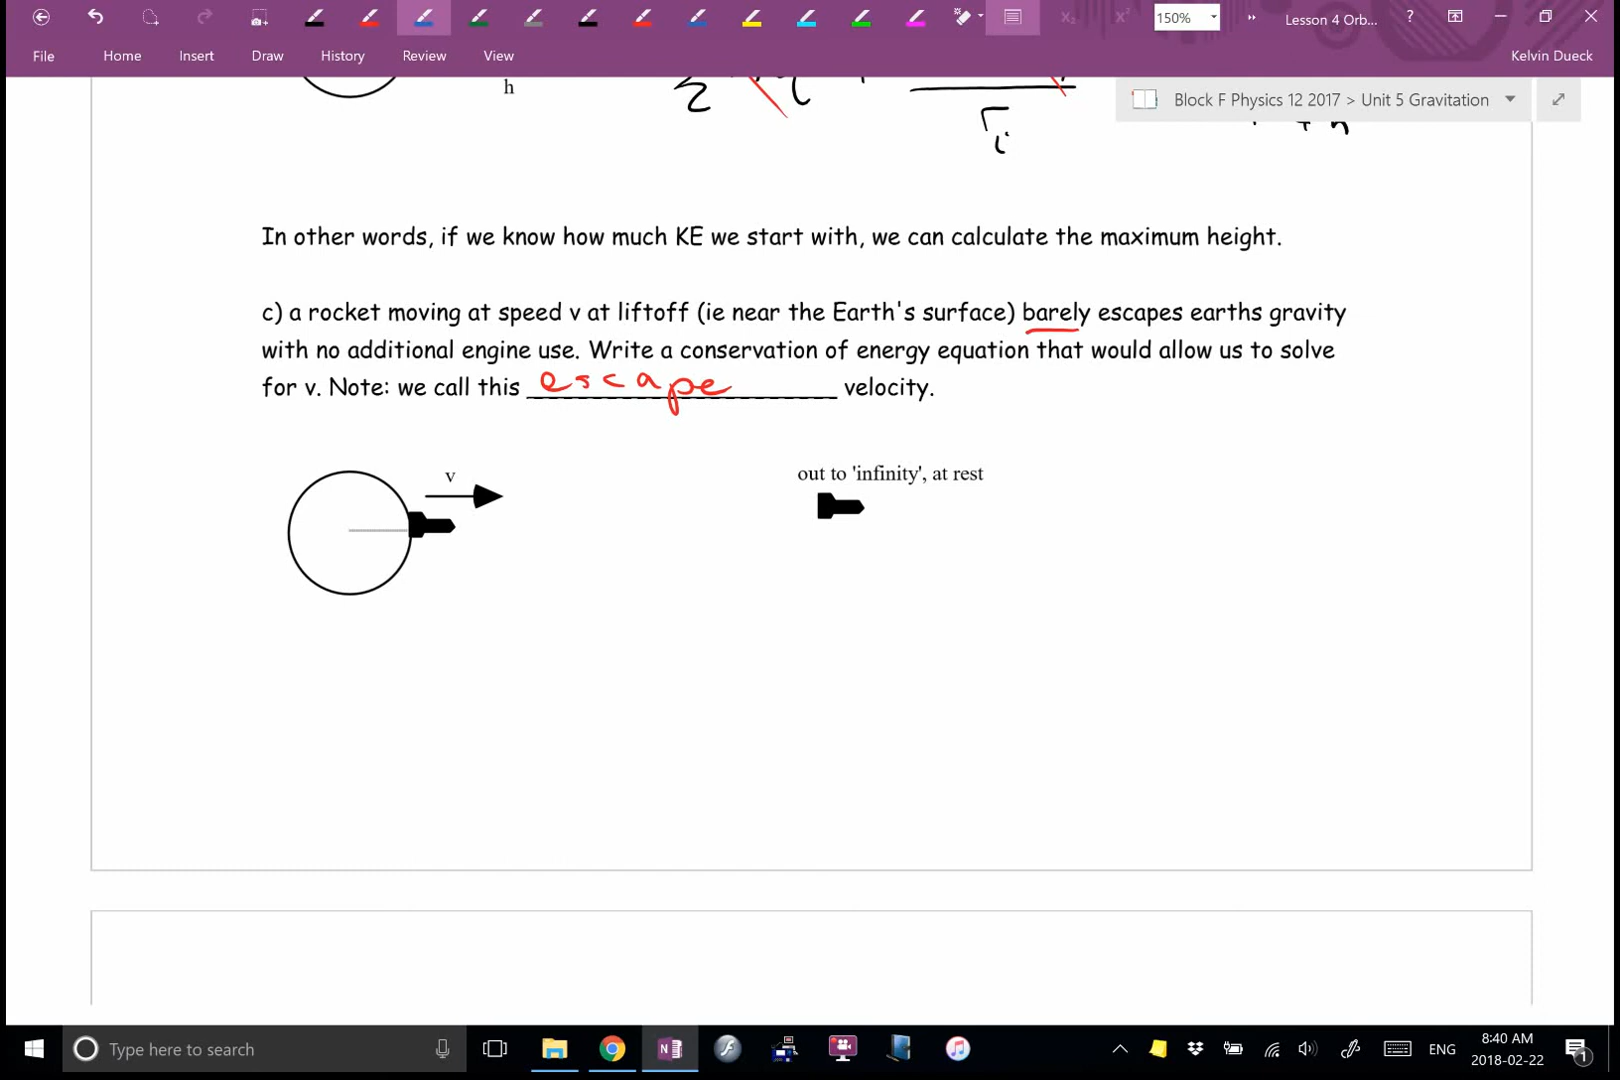 150%
Lesson 4 Orb...
?
File
Home
Insert
Draw
History
Review
View
Kelvin Dueck
Block F Physics 12 2017 > Unit 5 Gravitation
h
2
i
r
i
+ h
In other words, if we know how much KE we start with, we can calculate the maximum height.
c) a rocket moving at speed v at liftoff (ie near the Earth's surface) barely escapes earths gravity
with no additional engine use. Write a conservation of energy equation that would allow us to solve
for v. Note: we call this escape velocity.
v
out to 'infinity', at rest
Type here to search
ENG
8:40 AM
2018-02-22
1